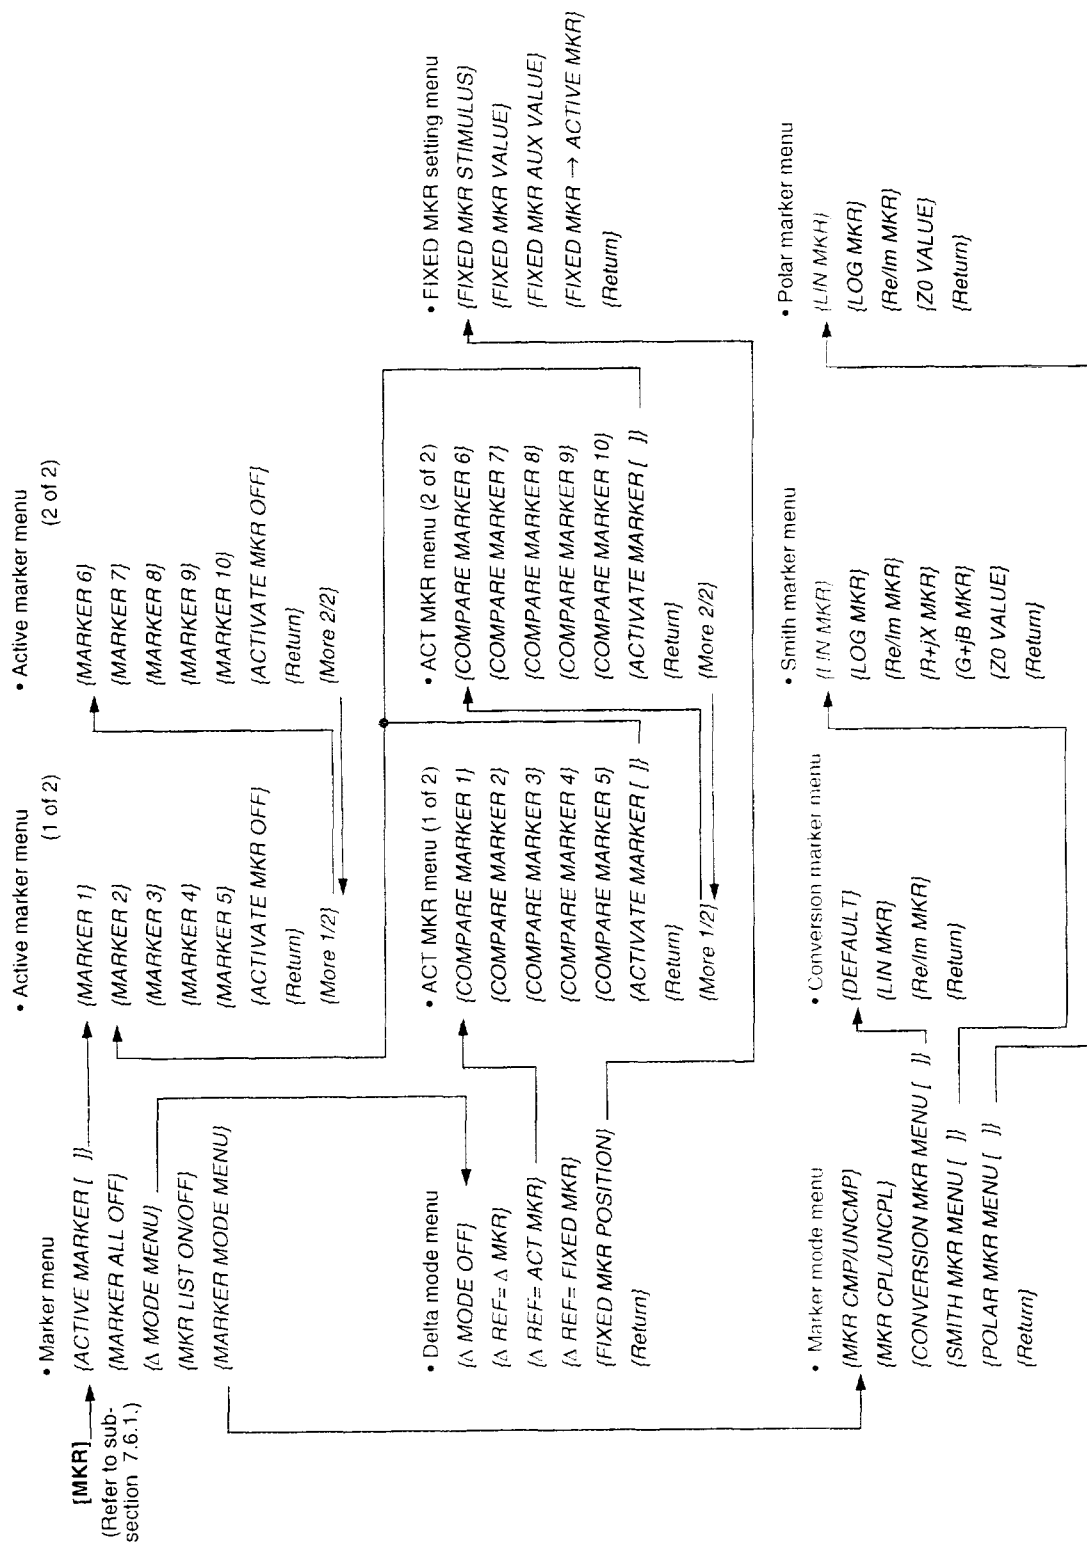 [MKR]
(Refer to sub-
section 7.6.1.)
• Marker menu
{ACTIVE MARKER [ ]}
{MARKER ALL OFF}
{Δ MODE MENU}
{MKR LIST ON/OFF}
{MARKER MODE MENU}
• Active marker menu
(1 of 2)
{MARKER 1}
{MARKER 2}
{MARKER 3}
{MARKER 4}
{MARKER 5}
{ACTIVATE MKR OFF}
{Return}
{More 1/2}
• Active marker menu
(2 of 2)
{MARKER 6}
{MARKER 7}
{MARKER 8}
{MARKER 9}
{MARKER 10}
{ACTIVATE MKR OFF}
{Return}
{More 2/2}
• Delta mode menu
{Δ MODE OFF}
{Δ REF= Δ MKR}
{Δ REF= ACT MKR}
{Δ REF= FIXED MKR}
{FIXED MKR POSITION}
{Return}
• ACT MKR menu (1 of 2)
{COMPARE MARKER 1}
{COMPARE MARKER 2}
{COMPARE MARKER 3}
{COMPARE MARKER 4}
{COMPARE MARKER 5}
{ACTIVATE MARKER [ ]}
{Return}
{More 1/2}
• ACT MKR menu (2 of 2)
{COMPARE MARKER 6}
{COMPARE MARKER 7}
{COMPARE MARKER 8}
{COMPARE MARKER 9}
{COMPARE MARKER 10}
{ACTIVATE MARKER [ ]}
{Return}
{More 2/2}
• FIXED MKR setting menu
{FIXED MKR STIMULUS}
{FIXED MKR VALUE}
{FIXED MKR AUX VALUE}
{FIXED MKR → ACTIVE MKR}
{Return}
• Marker mode menu
{MKR CMP/UNCMP}
{MKR CPL/UNCPL}
{CONVERSION MKR MENU [ ]}
{SMITH MKR MENU [ ]}
{POLAR MKR MENU [ ]}
{Return}
• Conversion marker menu
{DEFAULT}
{LIN MKR}
{Re/Im MKR}
{Return}
• Smith marker menu
{LIN MKR}
{LOG MKR}
{Re/Im MKR}
{R+jX MKR}
{G+jB MKR}
{Z0 VALUE}
{Return}
• Polar marker menu
{LIN MKR}
{LOG MKR}
{Re/Im MKR}
{Z0 VALUE}
{Return}